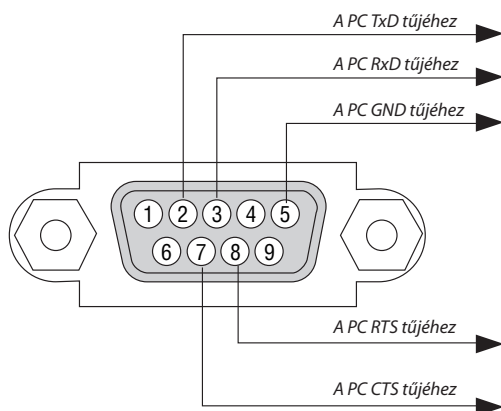 A PC TxD tűjéhez
A PC RxD tűjéhez
A PC GND tűjéhez
1 2 3 4 5
6 7 8 9
A PC RTS tűjéhez
A PC CTS tűjéhez